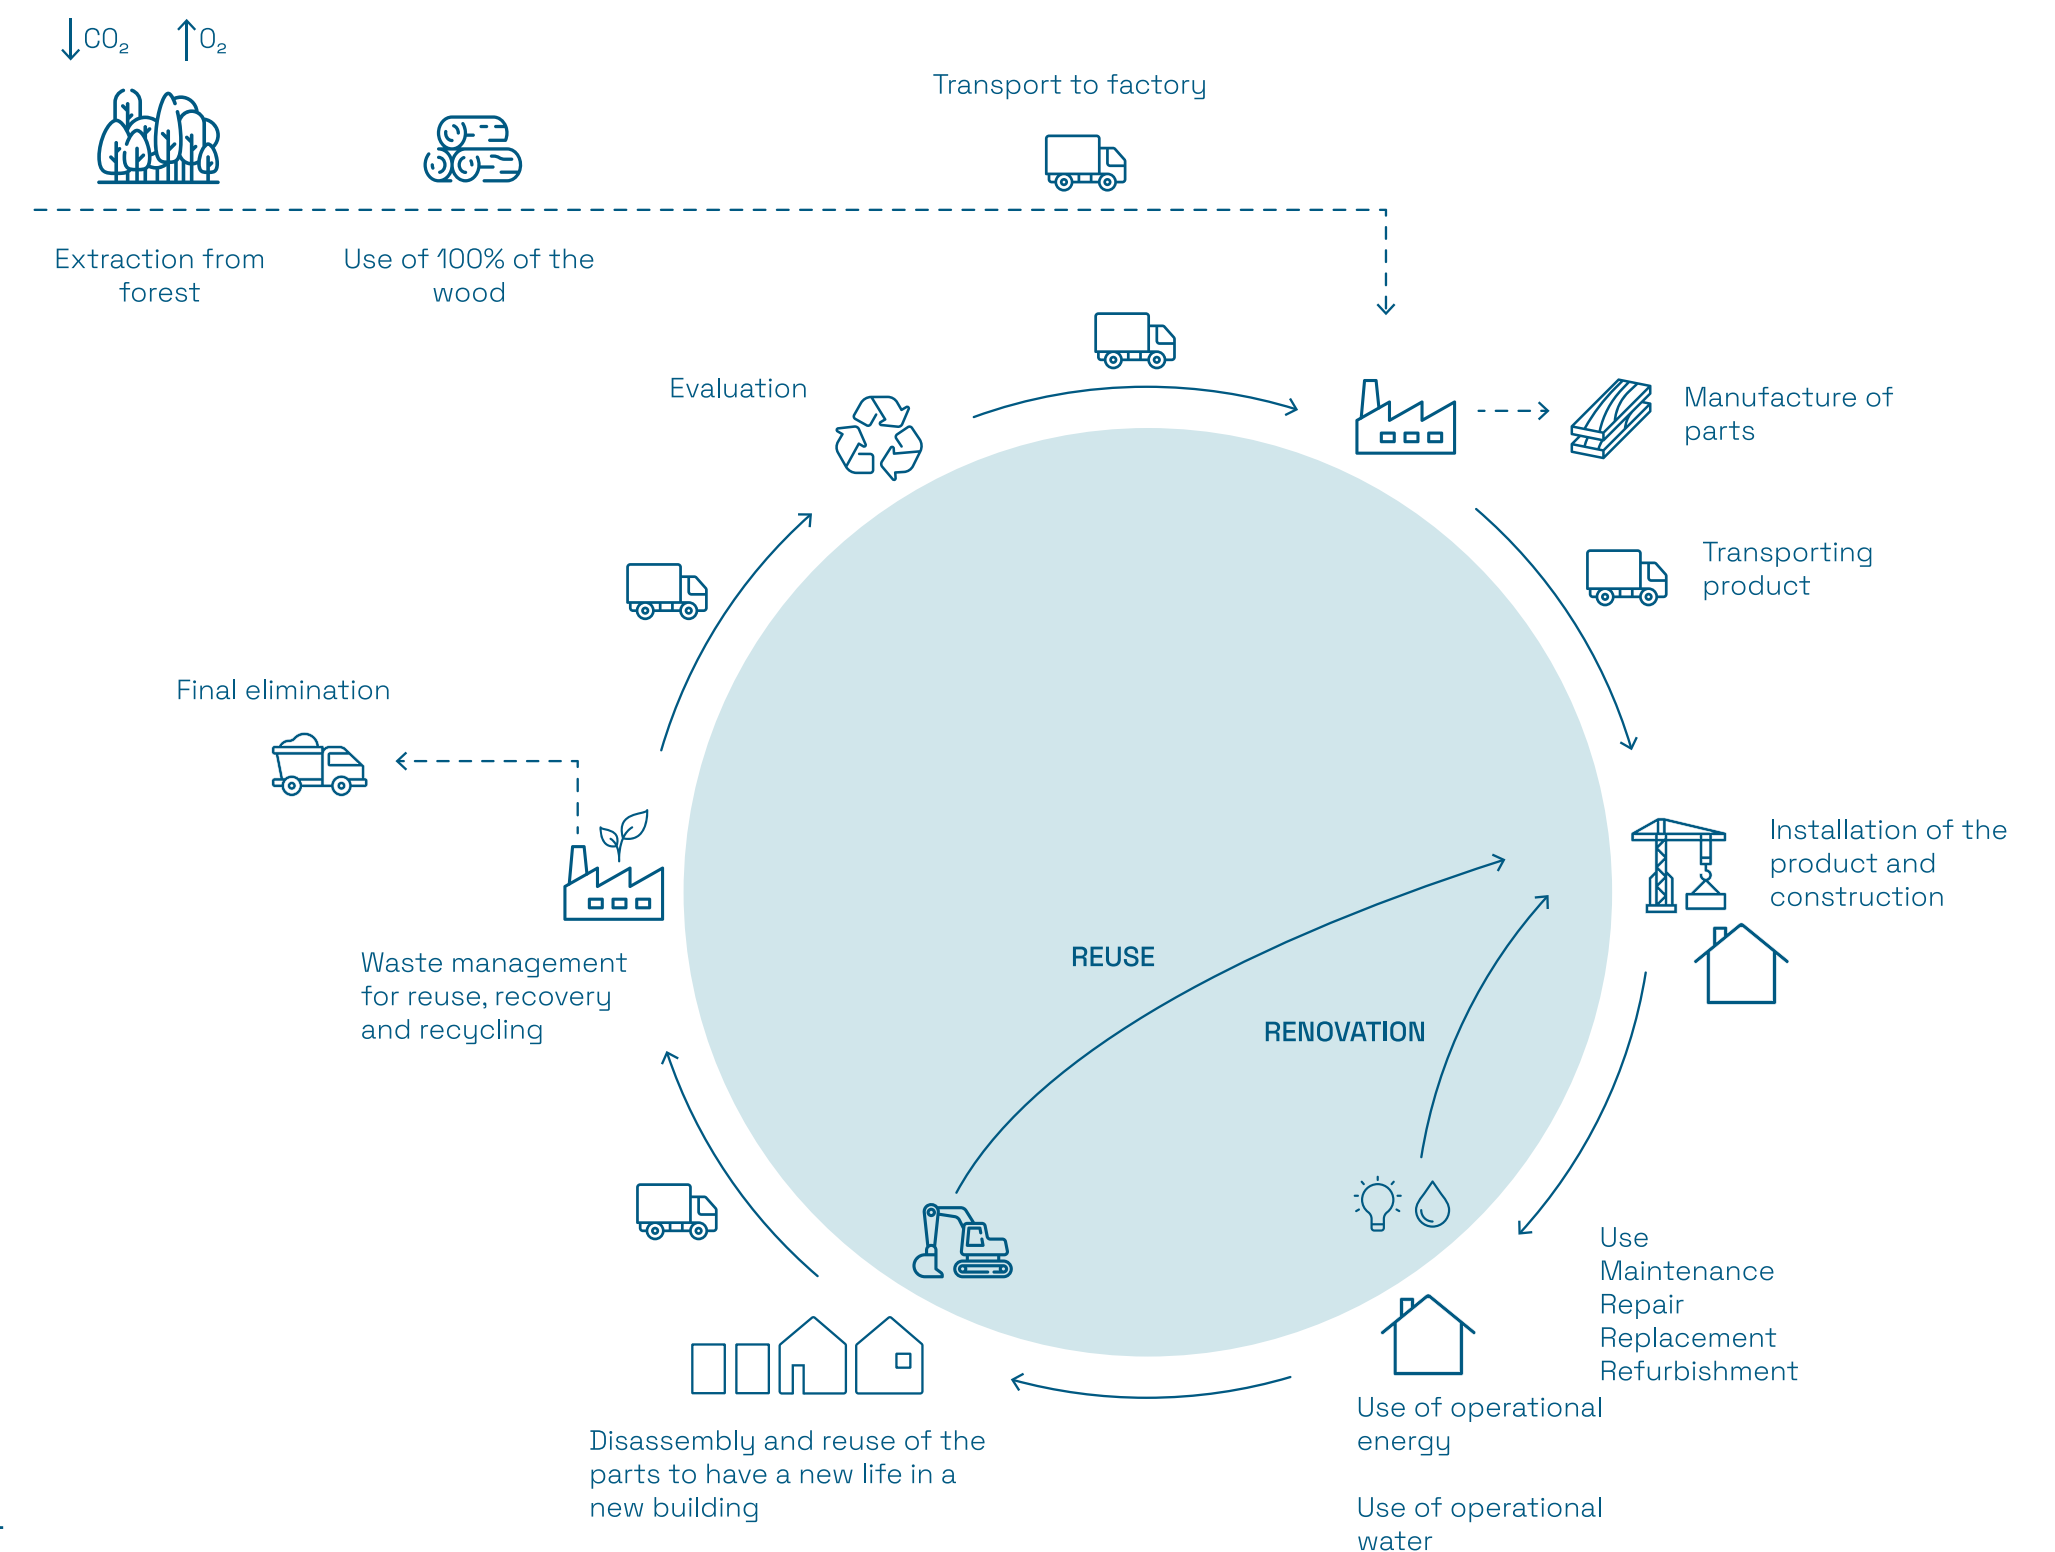 CO₂
O₂
Transport to factory
Extraction from
forest
Use of 100% of the
wood
Evaluation
Manufacture of
parts
Transporting
product
Final elimination
Installation of the
product and
construction
REUSE
Waste management
for reuse, recovery
and recycling
RENOVATION
Use
Maintenance
Repair
Replacement
Refurbishment
Use of operational
energy
Disassembly and reuse of the
parts to have a new life in a
new building
Use of operational
water